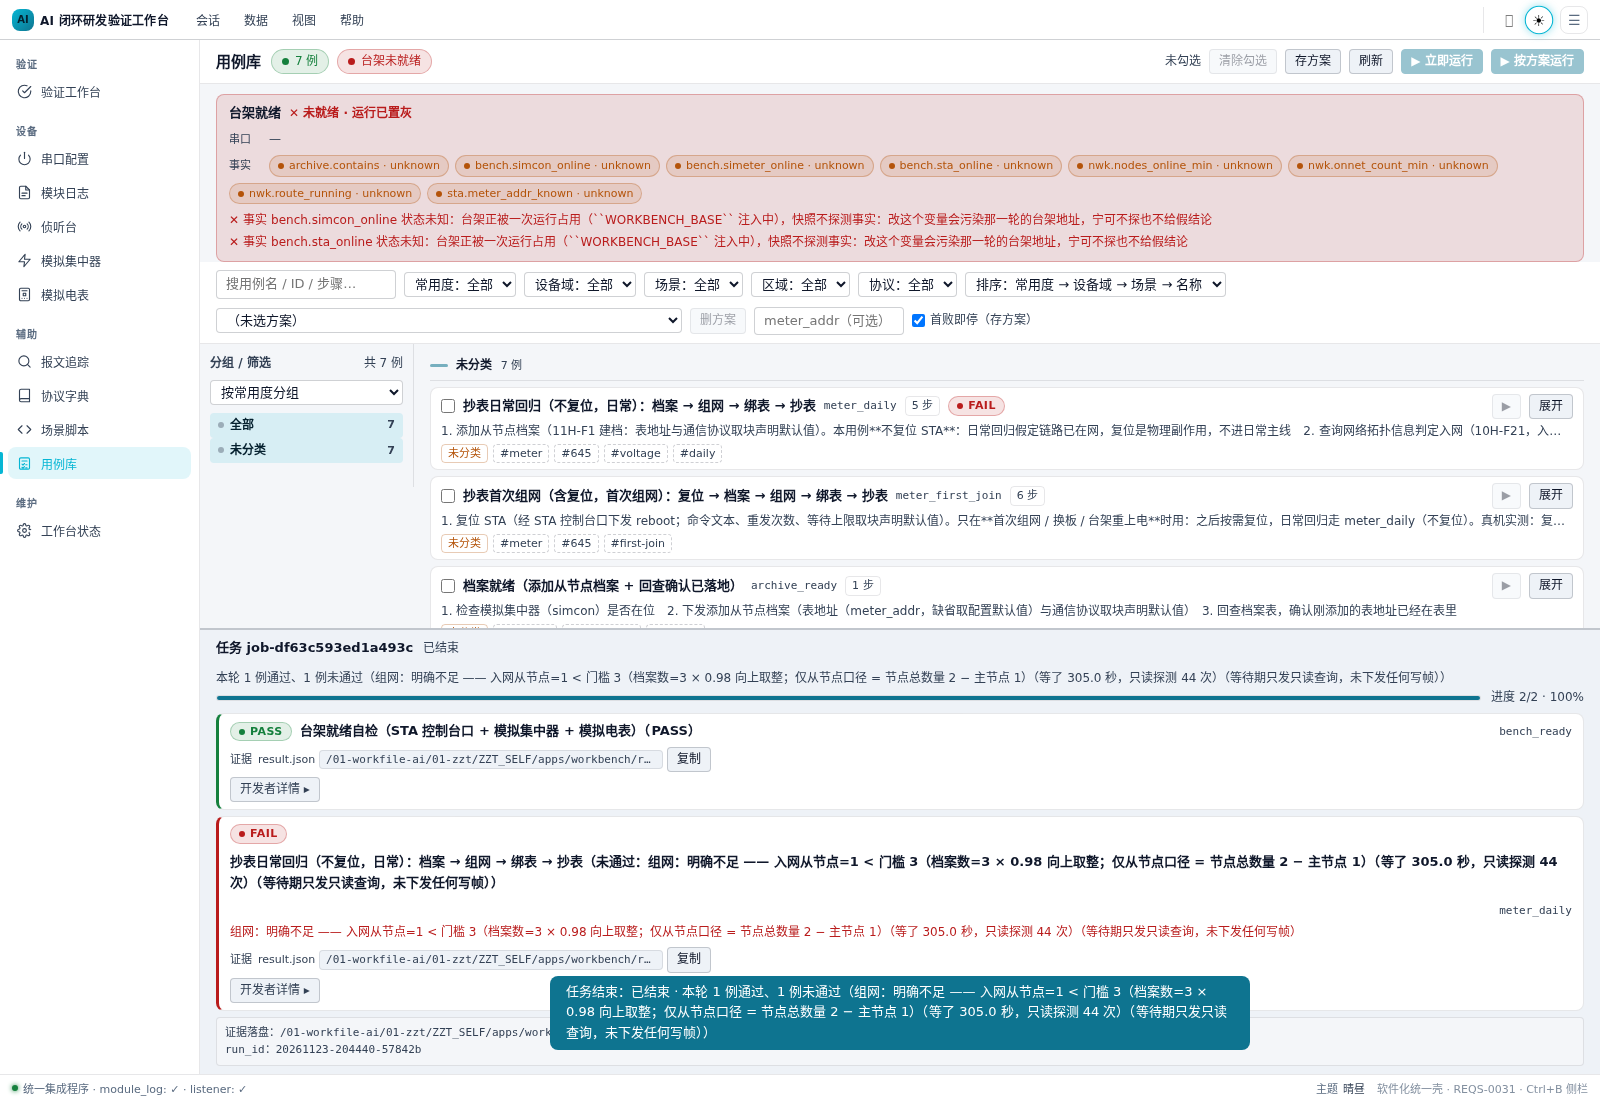 AI AI 闭环研发验证工作台 会话 数据 视图 帮助
验证
验证工作台
设备
串口配置
模块日志
侦听台
模拟集中器
模拟电表
辅助
报文追踪
协议字典
场景脚本
用例库
维护
工作台状态
用例库 7 例 台架未就绪 未勾选 清除勾选 存方案 刷新 ▶ 立即运行 ▶ 按方案运行
台架就绪 ✕ 未就绪 · 运行已置灰
串口 —
事实 archive.contains · unknown bench.simcon_online · unknown bench.simeter_online · unknown bench.sta_online · unknown nwk.nodes_online_min · unknown nwk.onnet_count_min · unknown
nwk.route_running · unknown sta.meter_addr_known · unknown
✕ 事实 bench.simcon_online 状态未知：台架正被一次运行占用（``WORKBENCH_BASE`` 注入中），快照不探测事实：改这个变量会污染那一轮的台架地址，宁可不探也不给假结论
✕ 事实 bench.sta_online 状态未知：台架正被一次运行占用（``WORKBENCH_BASE`` 注入中），快照不探测事实：改这个变量会污染那一轮的台架地址，宁可不探也不给假结论
搜用例名 / ID / 步骤… 常用度：全部 设备域：全部 场景：全部 区域：全部 协议：全部 排序：常用度 → 设备域 → 场景 → 名称
（未选方案） 删方案 meter_addr（可选） 首败即停（存方案）
分组 / 筛选 共 7 例
按常用度分组
全部 7
未分类 7
未分类 7 例
抄表日常回归（不复位，日常）：档案 → 组网 → 绑表 → 抄表 meter_daily 5 步 FAIL ▶ 展开
1. 添加从节点档案（11H-F1 建档：表地址与通信协议取块声明默认值）。本用例**不复位 STA**：日常回归假定链路已在网，复位是物理副作用，不进日常主线 2. 查询网络拓扑信息判定入网（10H-F21，入…
未分类 #meter #645 #voltage #daily
抄表首次组网（含复位，首次组网）：复位 → 档案 → 组网 → 绑表 → 抄表 meter_first_join 6 步 ▶ 展开
1. 复位 STA（经 STA 控制台口下发 reboot；命令文本、重发次数、等待上限取块声明默认值）。只在**首次组网 / 换板 / 台架重上电**时用：之后按需复位，日常回归走 meter_daily（不复位）。真机实测：复…
未分类 #meter #645 #first-join
档案就绪（添加从节点档案 + 回查确认已落地） archive_ready 1 步 ▶ 展开
1. 检查模拟集中器（simcon）是否在位 2. 下发添加从节点档案（表地址（meter_addr，缺省取配置默认值）与通信协议取块声明默认值） 3. 回查档案表，确认刚添加的表地址已经在表里
任务 job-df63c593ed1a493c 已结束
本轮 1 例通过、1 例未通过（组网：明确不足 —— 入网从节点=1 < 门槛 3（档案数=3 × 0.98 向上取整；仅从节点口径 = 节点总数量 2 − 主节点 1）（等了 305.0 秒，只读探测 44 次）（等待期只发只读查询，未下发任何写帧））
进度 2/2 · 100%
PASS 台架就绪自检（STA 控制台口 + 模拟集中器 + 模拟电表）（PASS） bench_ready
证据 result.json /01-workfile-ai/01-zzt/ZZT_SELF/apps/workbench/r… 复制
开发者详情 ▸
FAIL
抄表日常回归（不复位，日常）：档案 → 组网 → 绑表 → 抄表（未通过：组网：明确不足 —— 入网从节点=1 < 门槛 3（档案数=3 × 0.98 向上取整；仅从节点口径 = 节点总数量 2 − 主节点 1）（等了 305.0 秒，只读探测 44
次）（等待期只发只读查询，未下发任何写帧））
meter_daily
组网：明确不足 —— 入网从节点=1 < 门槛 3（档案数=3 × 0.98 向上取整；仅从节点口径 = 节点总数量 2 − 主节点 1）（等了 305.0 秒，只读探测 44 次）（等待期只发只读查询，未下发任何写帧）
证据 result.json /01-workfile-ai/01-zzt/ZZT_SELF/apps/workbench/r… 复制
开发者详情 ▸
任务结束：已结束 · 本轮 1 例通过、1 例未通过（组网：明确不足 —— 入网从节点=1 < 门槛 3（档案数=3 ×
0.98 向上取整；仅从节点口径 = 节点总数量 2 − 主节点 1）（等了 305.0 秒，只读探测 44 次）（等待期只发只读
查询，未下发任何写帧））
证据落盘：/01-workfile-ai/01-zzt/ZZT_SELF/apps/work
run_id：20261123-204440-57842b
统一集成程序 · module_log: ✓ · listener: ✓ 主题 晴昼 软件化统一壳 · REQS-0031 · Ctrl+B 侧栏